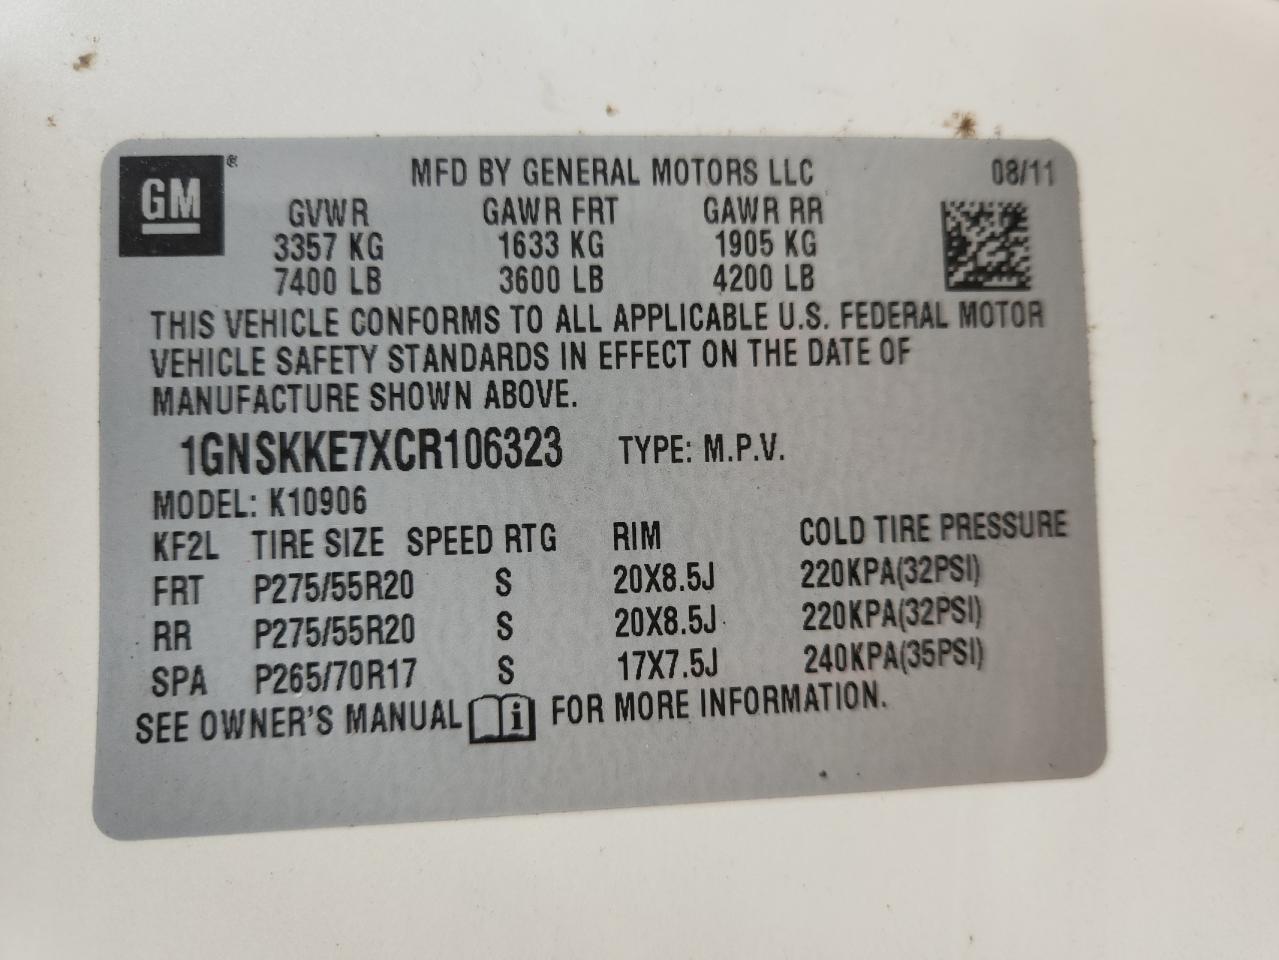 GM ® MFD BY GENERAL MOTORS LLC 08/11
GVWR GAWR FRT GAWR RR
3357 KG 1633 KG 1905 KG
7400 LB 3600 LB 4200 LB
THIS VEHICLE CONFORMS TO ALL APPLICABLE U.S. FEDERAL MOTOR
VEHICLE SAFETY STANDARDS IN EFFECT ON THE DATE OF
MANUFACTURE SHOWN ABOVE.
1GNSKKE7XCR106323 TYPE: M.P.V.
MODEL: K10906
KF2L TIRE SIZE SPEED RTG RIM COLD TIRE PRESSURE
FRT P275/55R20 S 20X8.5J 220KPA(32PSI)
RR P275/55R20 S 20X8.5J 220KPA(32PSI)
SPA P265/70R17 S 17X7.5J 240KPA(35PSI)
SEE OWNER'S MANUAL i FOR MORE INFORMATION.